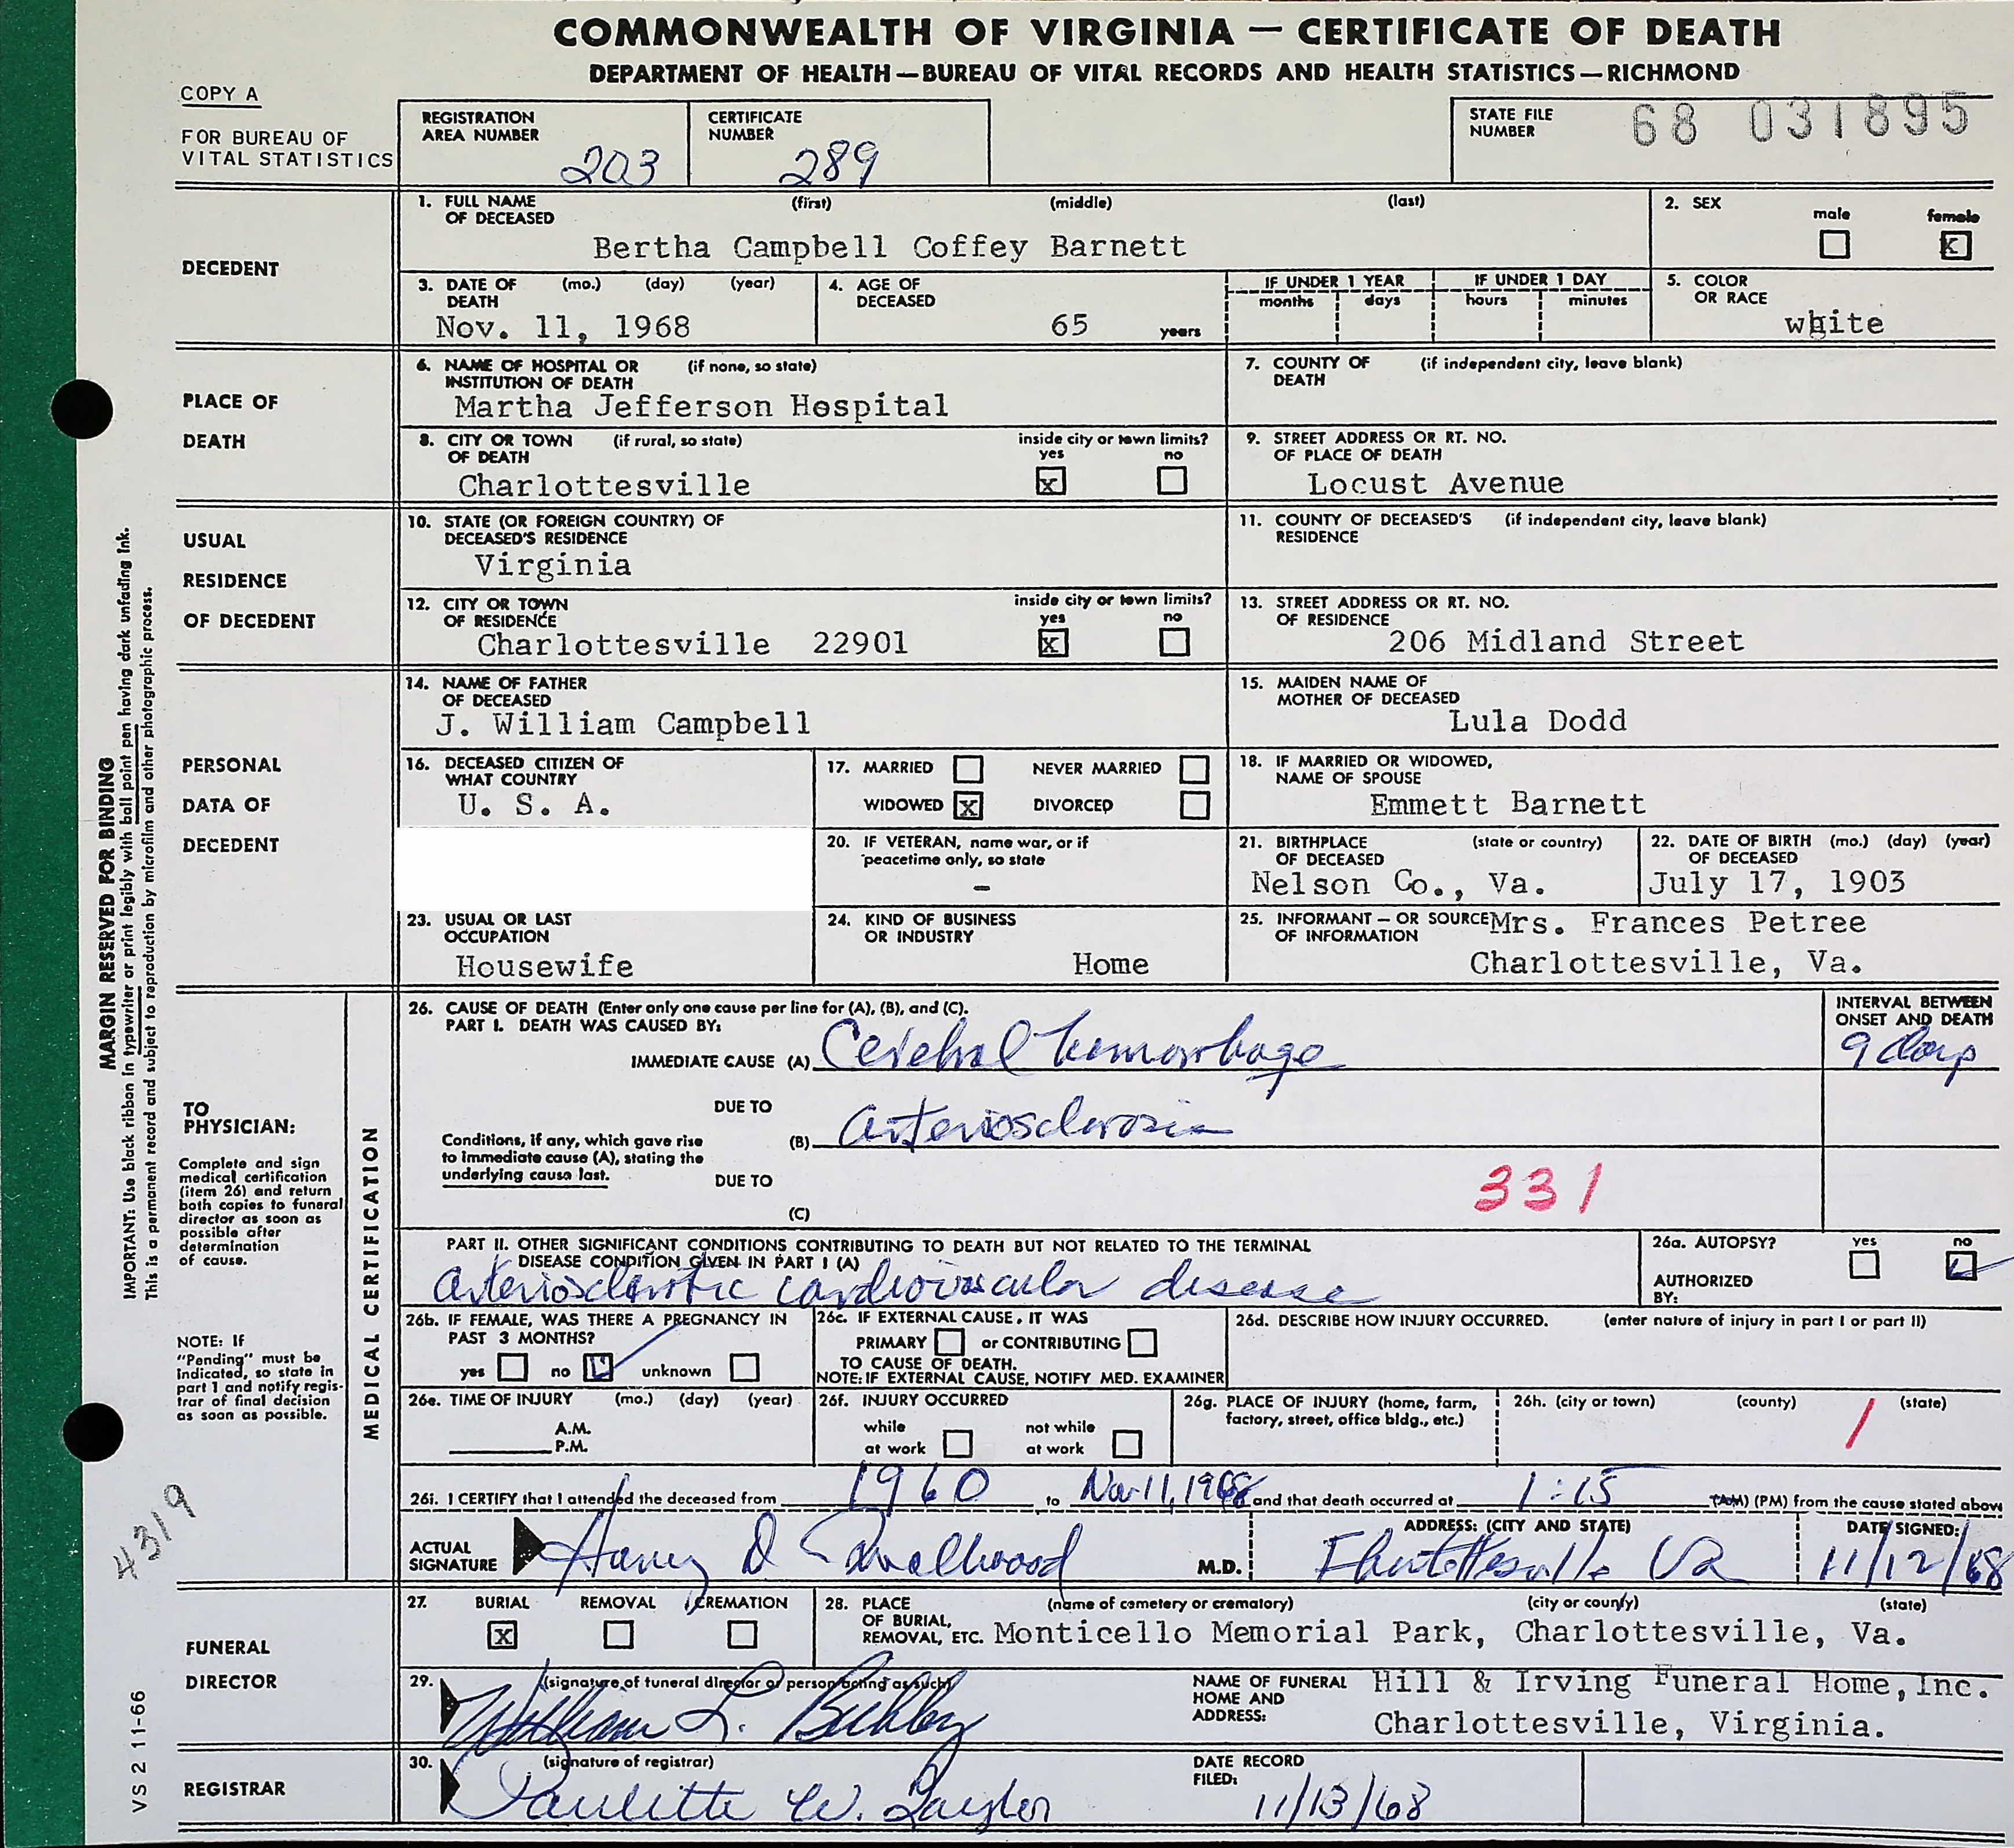 COMMONWEALTH OF VIRGINIA — CERTIFICATE OF DEATH
DEPARTMENT OF HEALTH—BUREAU OF VITAL RECORDS AND HEALTH STATISTICS—RICHMOND
COPY A
FOR BUREAU OF
VITAL STATISTICS
REGISTRATION
AREA NUMBER
203
CERTIFICATE
NUMBER
289
STATE FILE
NUMBER
68 031895
DECEDENT
1. FULL NAME (first) (middle) (last)
OF DECEASED
Bertha Campbell Coffey Barnett
2. SEX
male female
x
3. DATE OF (mo.) (day) (year)
DEATH
Nov. 11, 1968
4. AGE OF
DECEASED
65 years
IF UNDER 1 YEAR IF UNDER 1 DAY
months days hours minutes
5. COLOR
OR RACE
white
PLACE OF
DEATH
6. NAME OF HOSPITAL OR (if none, so state)
INSTITUTION OF DEATH
Martha Jefferson Hospital
7. COUNTY OF (if independent city, leave blank)
DEATH
8. CITY OR TOWN (if rural, so state) inside city or town limits?
OF DEATH yes no
Charlottesville x
9. STREET ADDRESS OR RT. NO.
OF PLACE OF DEATH
Locust Avenue
USUAL
RESIDENCE
OF DECEDENT
10. STATE (OR FOREIGN COUNTRY) OF
DECEASED'S RESIDENCE
Virginia
11. COUNTY OF DECEASED'S (if independent city, leave blank)
RESIDENCE
12. CITY OR TOWN inside city or town limits?
OF RESIDENCE yes no
Charlottesville 22901 x
13. STREET ADDRESS OR RT. NO.
OF RESIDENCE
206 Midland Street
PERSONAL
DATA OF
DECEDENT
14. NAME OF FATHER
OF DECEASED
J. William Campbell
15. MAIDEN NAME OF
MOTHER OF DECEASED
Lula Dodd
16. DECEASED CITIZEN OF
WHAT COUNTRY
U. S. A.
17. MARRIED NEVER MARRIED
WIDOWED x DIVORCED
18. IF MARRIED OR WIDOWED,
NAME OF SPOUSE
Emmett Barnett
20. IF VETERAN, name war, or if
peacetime only, so state
-
21. BIRTHPLACE (state or country)
OF DECEASED
Nelson Co., Va.
22. DATE OF BIRTH (mo.) (day) (year)
OF DECEASED
July 17, 1903
23. USUAL OR LAST
OCCUPATION
Housewife
24. KIND OF BUSINESS
OR INDUSTRY
Home
25. INFORMANT — OR SOURCE Mrs. Frances Petree
OF INFORMATION
Charlottesville, Va.
MARGIN RESERVED FOR BINDING
IMPORTANT: Use black ribbon in typewriter or print legibly with ball point pen having dark unfading ink.
This is a permanent record and subject to reproduction by microfilm and other photographic process.
TO
PHYSICIAN:
Complete and sign
medical certification
(item 26) and return
both copies to funeral
director as soon as
possible after
determination
of cause.
NOTE: If
"Pending" must be
indicated, so state in
part 1 and notify regis-
trar of final decision
as soon as possible.
MEDICAL CERTIFICATION
26. CAUSE OF DEATH (Enter only one cause per line for (A), (B), and (C).
PART I. DEATH WAS CAUSED BY:
IMMEDIATE CAUSE (A) Cerebral hemorrhage
INTERVAL BETWEEN
ONSET AND DEATH
9 days
DUE TO
(B) arteriosclerosis
Conditions, if any, which gave rise
to immediate cause (A), stating the
underlying cause last.
DUE TO
(C)
331
PART II. OTHER SIGNIFICANT CONDITIONS CONTRIBUTING TO DEATH BUT NOT RELATED TO THE TERMINAL
DISEASE CONDITION GIVEN IN PART I (A)
arteriosclerotic cardiovascular disease
26a. AUTOPSY? yes no
AUTHORIZED
BY:
26b. IF FEMALE, WAS THERE A PREGNANCY IN
PAST 3 MONTHS?
yes no unknown
26c. IF EXTERNAL CAUSE, IT WAS
PRIMARY or CONTRIBUTING
TO CAUSE OF DEATH.
NOTE: IF EXTERNAL CAUSE, NOTIFY MED. EXAMINER
26d. DESCRIBE HOW INJURY OCCURRED. (enter nature of injury in part I or part II)
26e. TIME OF INJURY (mo.) (day) (year)
A.M.
P.M.
26f. INJURY OCCURRED
while not while
at work at work
26g. PLACE OF INJURY (home, farm,
factory, street, office bldg., etc.)
26h. (city or town) (county) (state)
1
26i. I CERTIFY that I attended the deceased from 1960 to Nov 11, 1968 and that death occurred at 1:15 (AM) (PM) from the cause stated above
ACTUAL
SIGNATURE
M.D.
ADDRESS: (CITY AND STATE)
Charlottesville Va
DATE SIGNED:
11/12/68
4319
FUNERAL
DIRECTOR
27. BURIAL REMOVAL CREMATION
x
28. PLACE (name of cemetery or crematory) (city or county) (state)
OF BURIAL,
REMOVAL, ETC. Monticello Memorial Park, Charlottesville, Va.
29. (signature of funeral director or person acting as such)
William L.
NAME OF FUNERAL Hill & Irving Funeral Home, Inc.
HOME AND
ADDRESS: Charlottesville, Virginia.
REGISTRAR
30. (signature of registrar)
Paulette W.
DATE RECORD
FILED:
11/13/68
VS 2 11-66